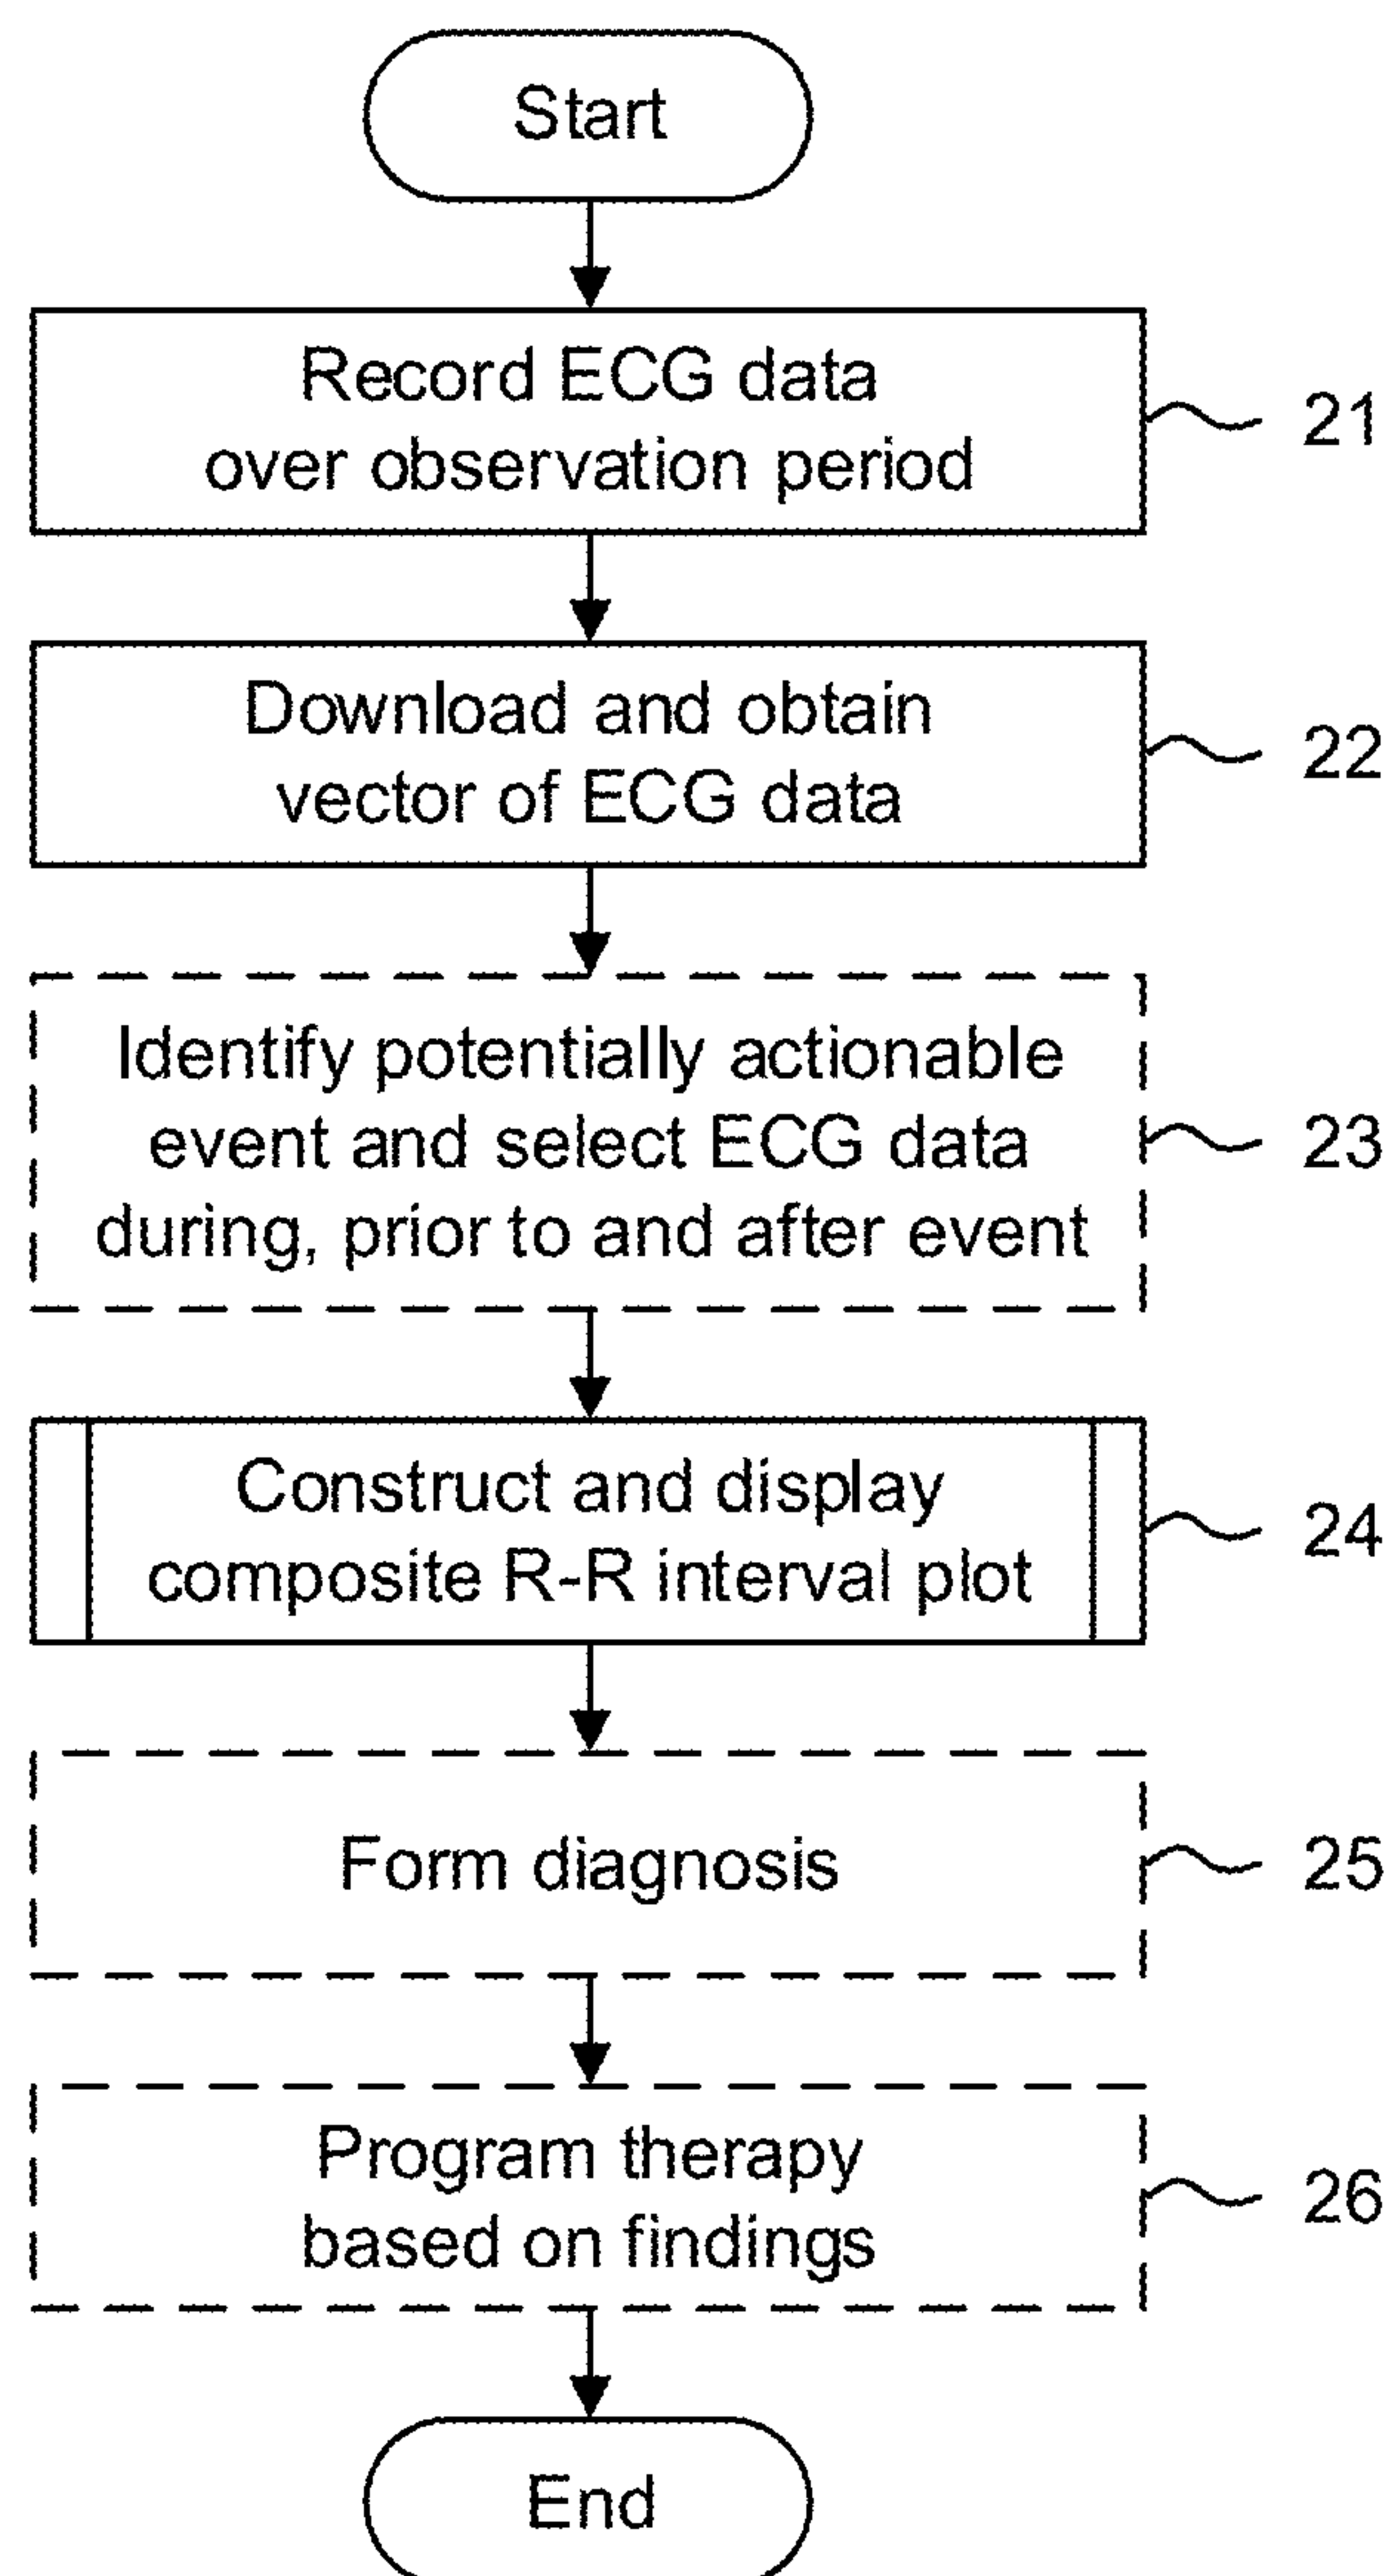 Start
Record ECG data
over observation period
21
Download and obtain
vector of ECG data
22
Identify potentially actionable
event and select ECG data
during, prior to and after event
23
Construct and display
composite R-R interval plot
24
Form diagnosis
25
Program therapy
based on findings
26
End